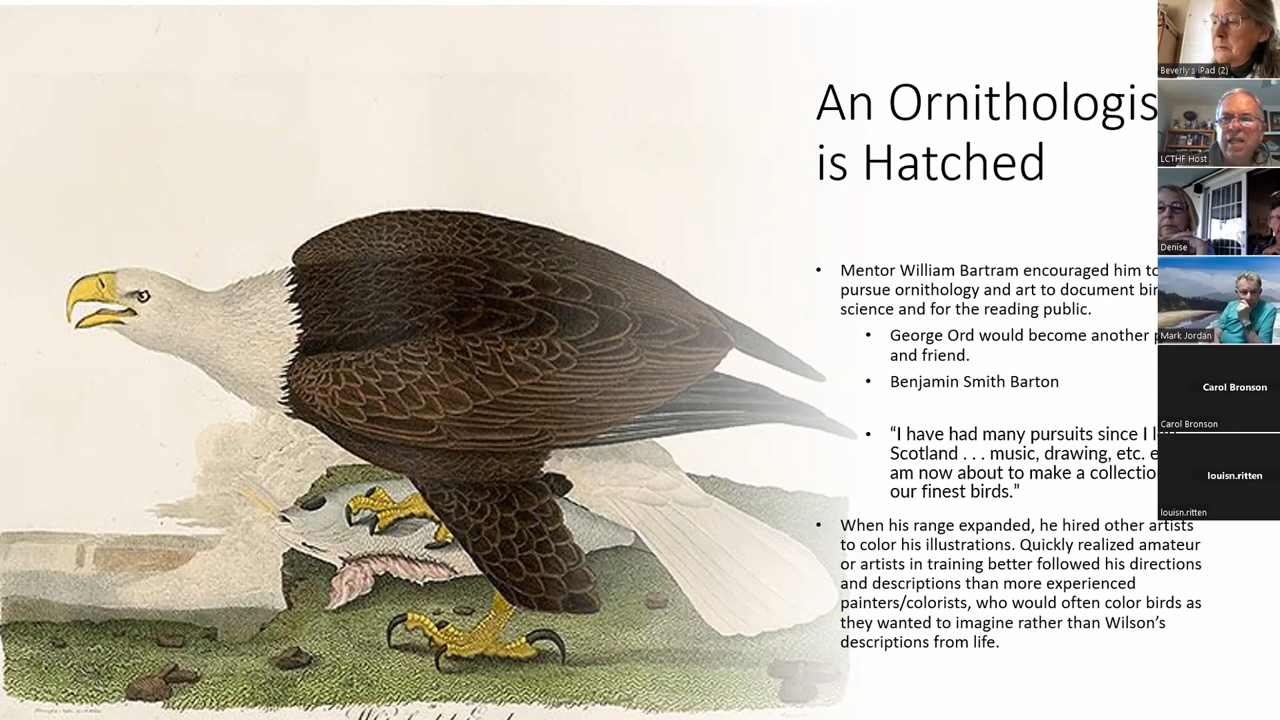 An Ornithologis
is Hatched
• Mentor William Bartram encouraged him to
pursue ornithology and art to document bir
science and for the reading public.
• George Ord would become another
and friend.
• Benjamin Smith Barton
• “I have had many pursuits since I
Scotland . . . music, drawing, etc.
am now about to make a collectio
our finest birds.”
• When his range expanded, he hired other artists
to color his illustrations. Quickly realized amateur
or artists in training better followed his directions
and descriptions than more experienced
painters/colorists, who would often color birds as
they wanted to imagine rather than Wilson’s
descriptions from life.
Beverly's iPad (2)
LCTHF Host
Denise
Mark Jordan
Carol Bronson
Carol Bronson
louisn.ritten
louisn.ritten